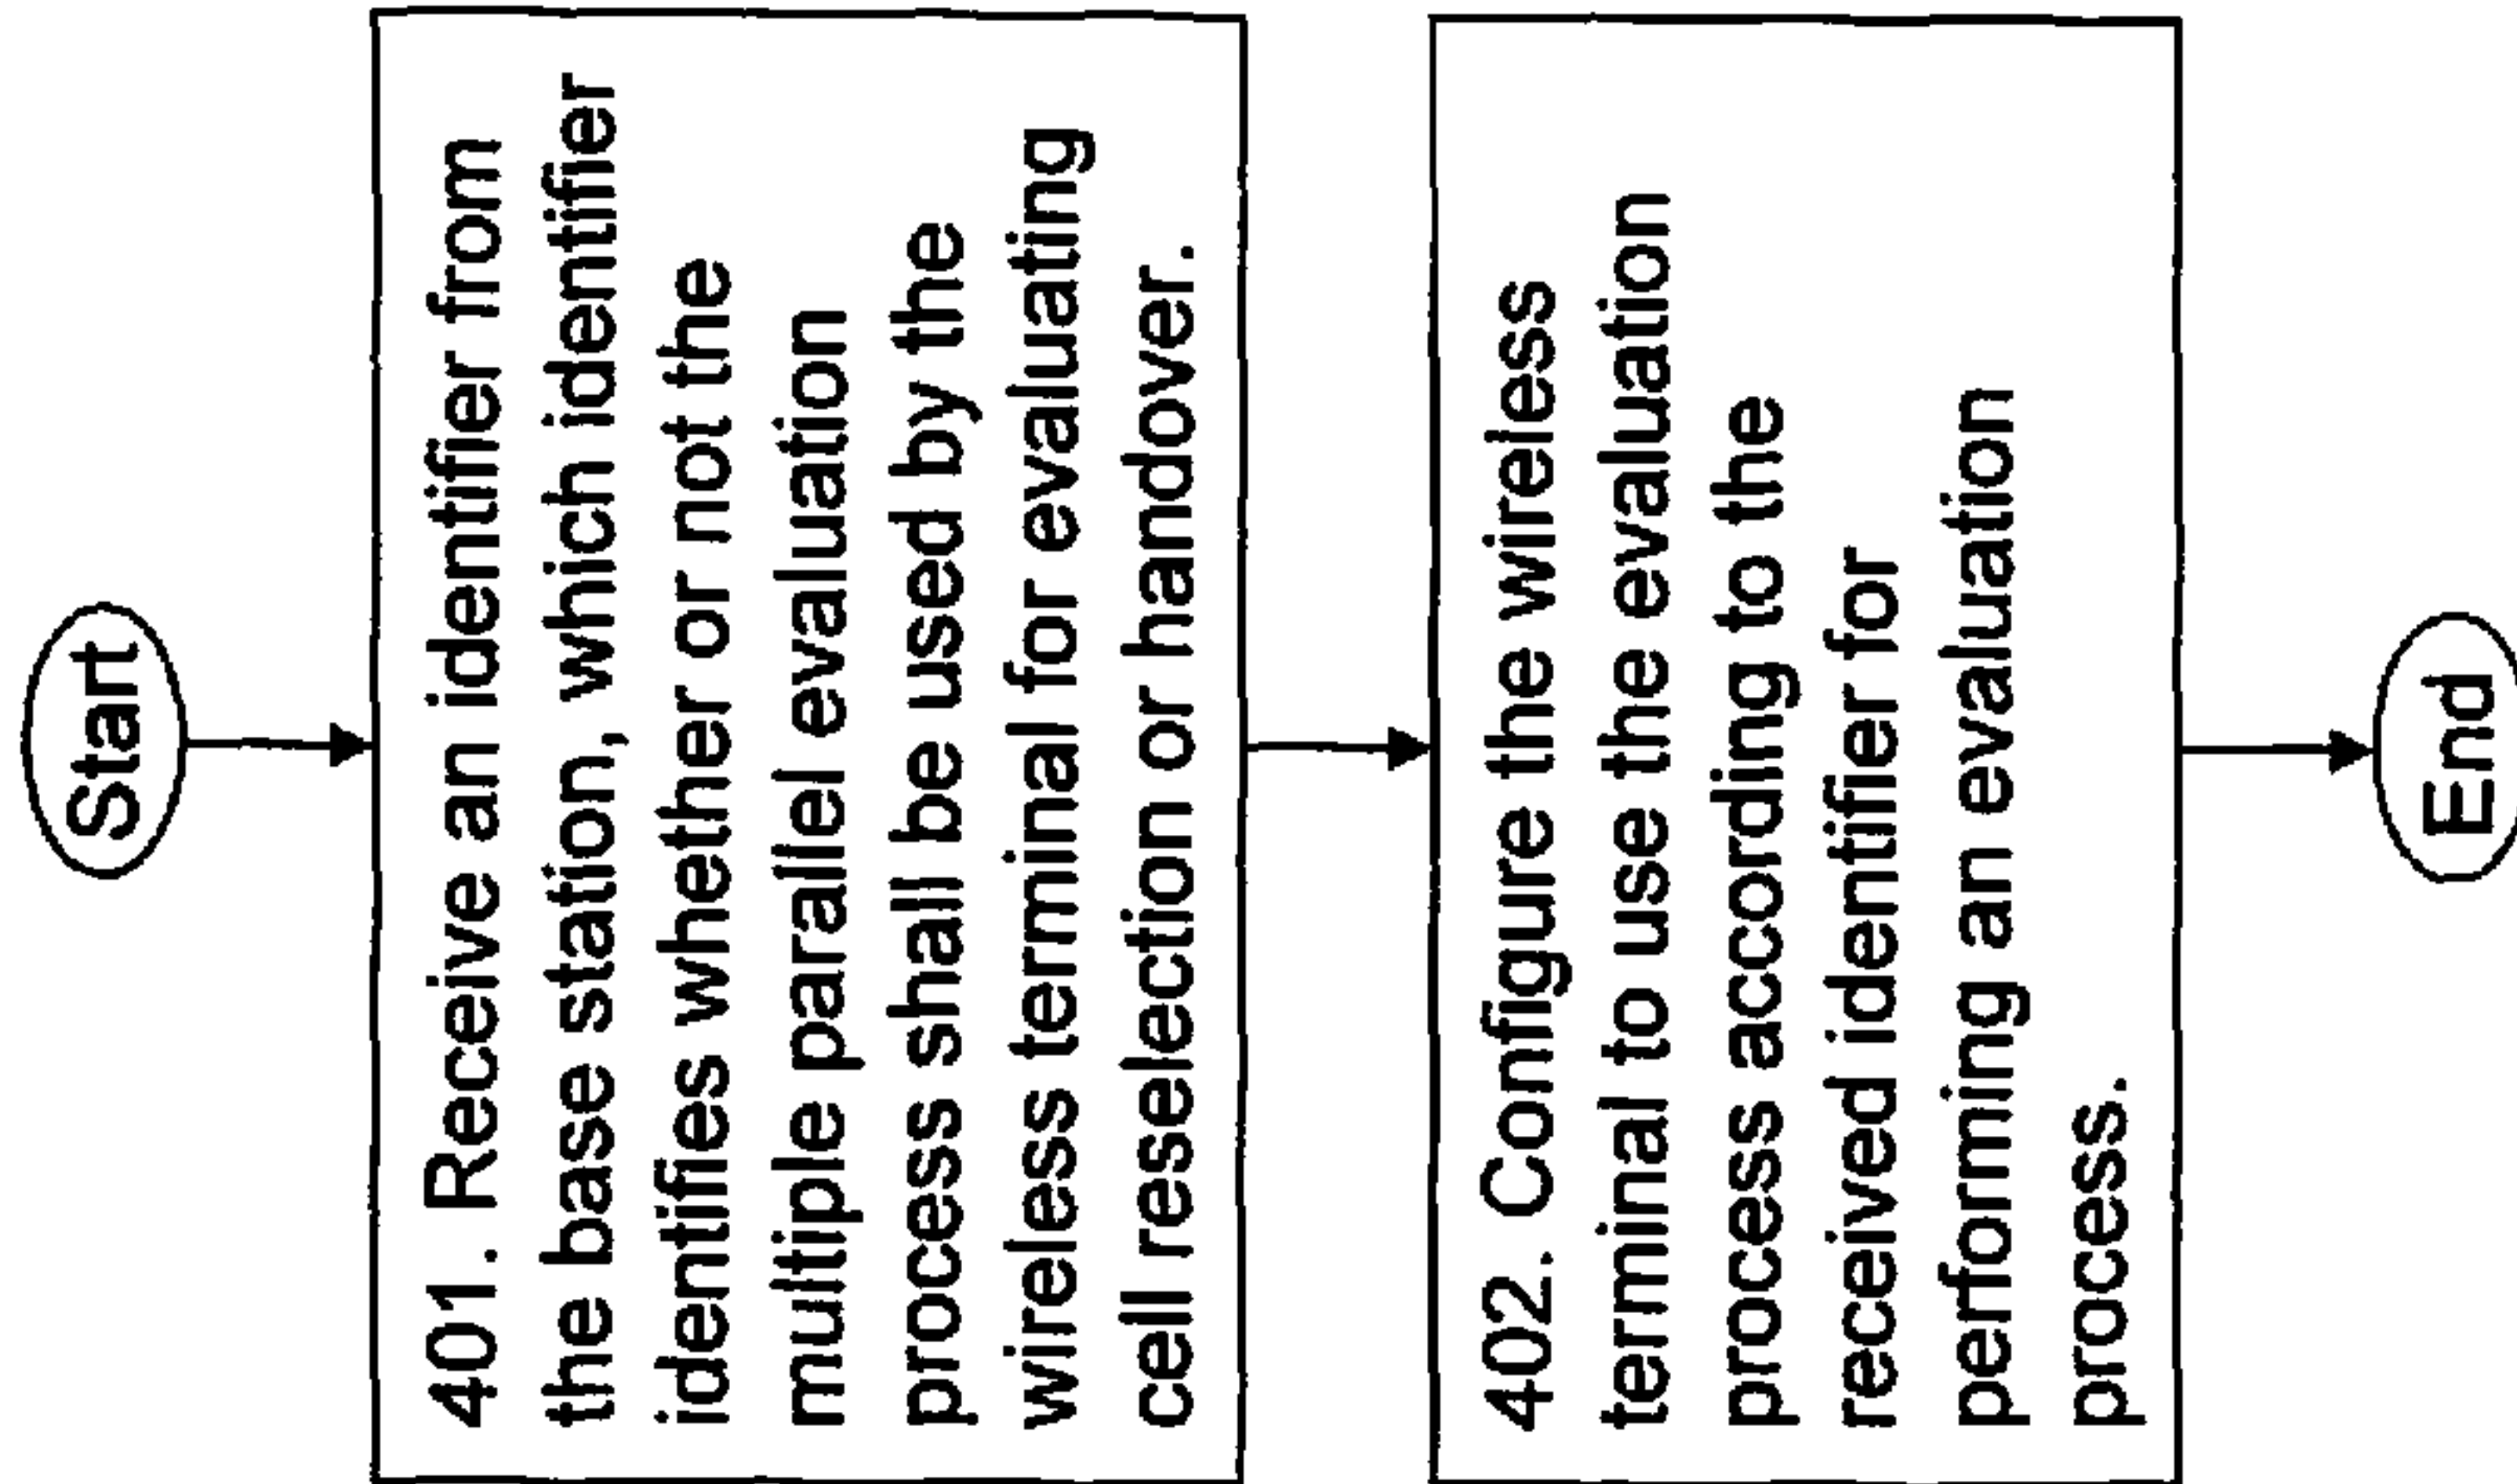 Start
401. Receive an identifier from
the base station, which identifier
identifies whether or not the
multiple parallel evaluation
process shall be used by the
wireless terminal for evaluating
cell reselection or handover.
402. Configure the wireless
terminal to use the evaluation
process according to the
received identifier for
performing an evaluation
process.
End